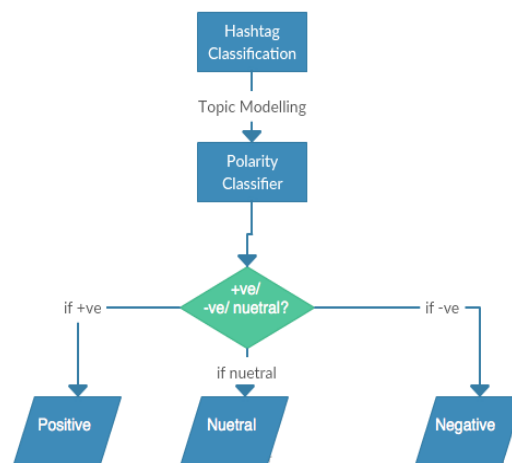 Hashtag
Classification
Topic Modelling
Polarity
Classifier
+ve/
-ve/ nuetral?
if +ve
if -ve
if nuetral
Positive
Nuetral
Negative